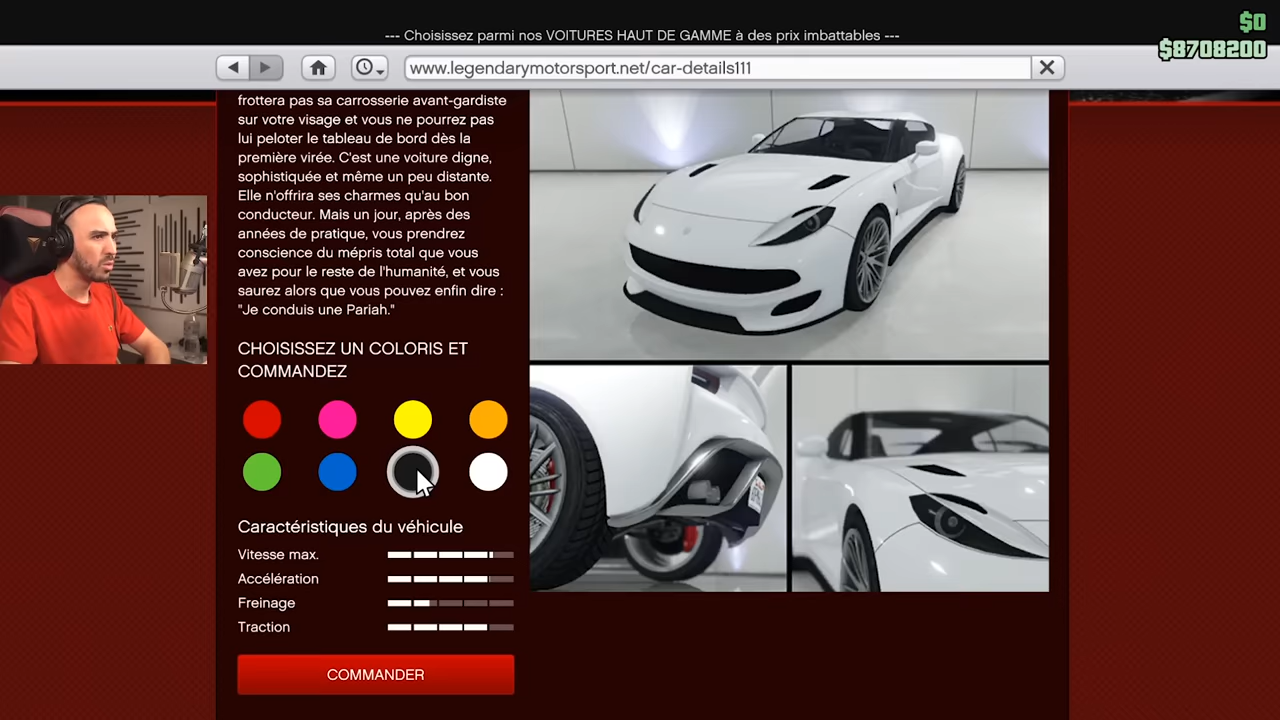 --- Choisissez parmi nos VOITURES HAUT DE GAMME à des prix imbattables ---
$0
$8708200
www.legendarymotorsport.net/car-details111
frottera pas sa carrosserie avant-gardiste
sur votre visage et vous ne pourrez pas
lui peloter le tableau de bord dès la
première virée. C'est une voiture digne,
sophistiquée et même un peu distante.
Elle n'offrira ses charmes qu'au bon
conducteur. Mais un jour, après des
années de pratique, vous prendrez
conscience du mépris total que vous
avez pour le reste de l'humanité, et vous
saurez alors que vous pouvez enfin dire :
"Je conduis une Pariah."
CHOISISSEZ UN COLORIS ET
COMMANDEZ
Caractéristiques du véhicule
Vitesse max.
Accélération
Freinage
Traction
COMMANDER